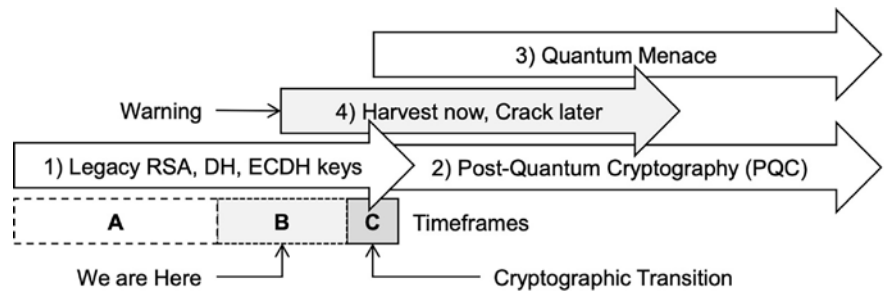 3) Quantum Menace
Warning
4) Harvest now, Crack later
1) Legacy RSA, DH, ECDH keys
2) Post-Quantum Cryptography (PQC)
A
B
C
Timeframes
We are Here
Cryptographic Transition